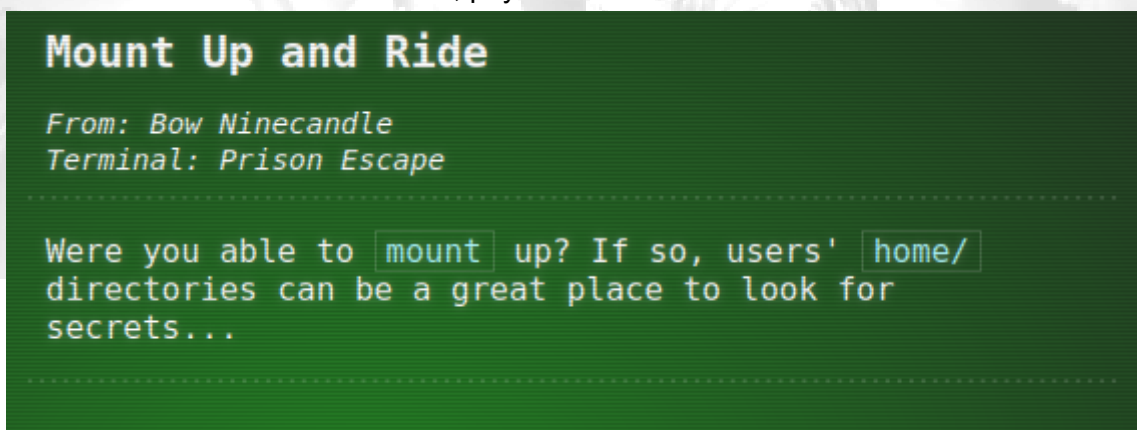 Mount Up and Ride
From: Bow Ninecandle
Terminal: Prison Escape
Were you able to mount up? If so, users' home/
directories can be a great place to look for
secrets...